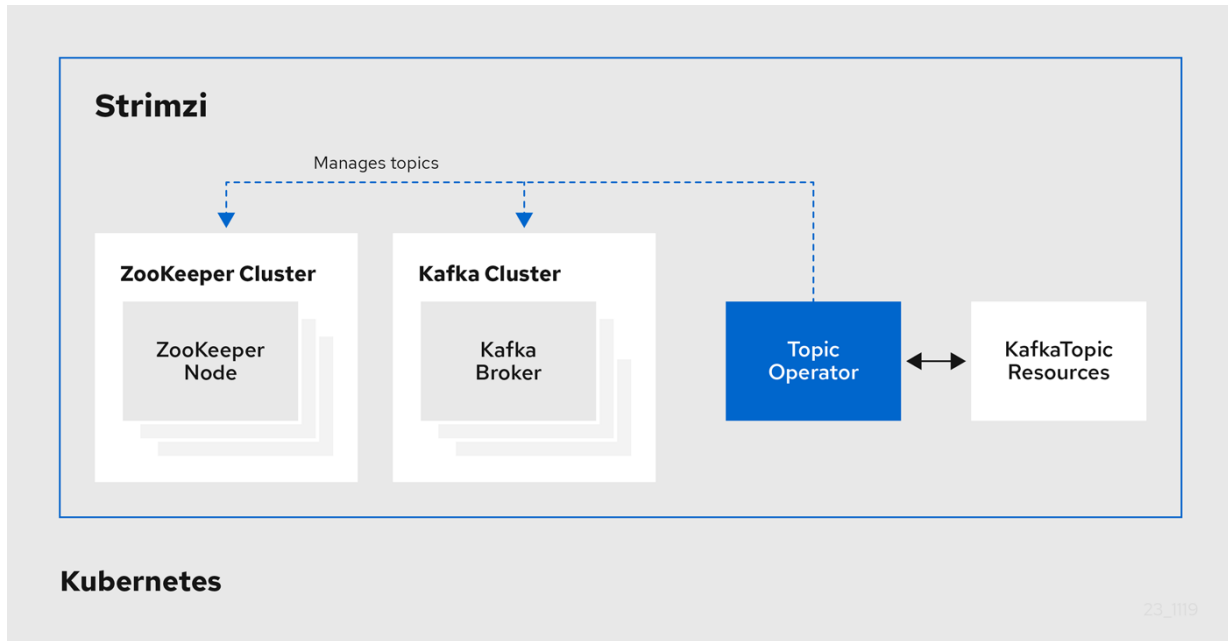 Strimzi
Manages topics
ZooKeeper Cluster
ZooKeeper
Node
Kafka Cluster
Kafka
Broker
Topic
Operator
KafkaTopic
Resources
Kubernetes
23_1119